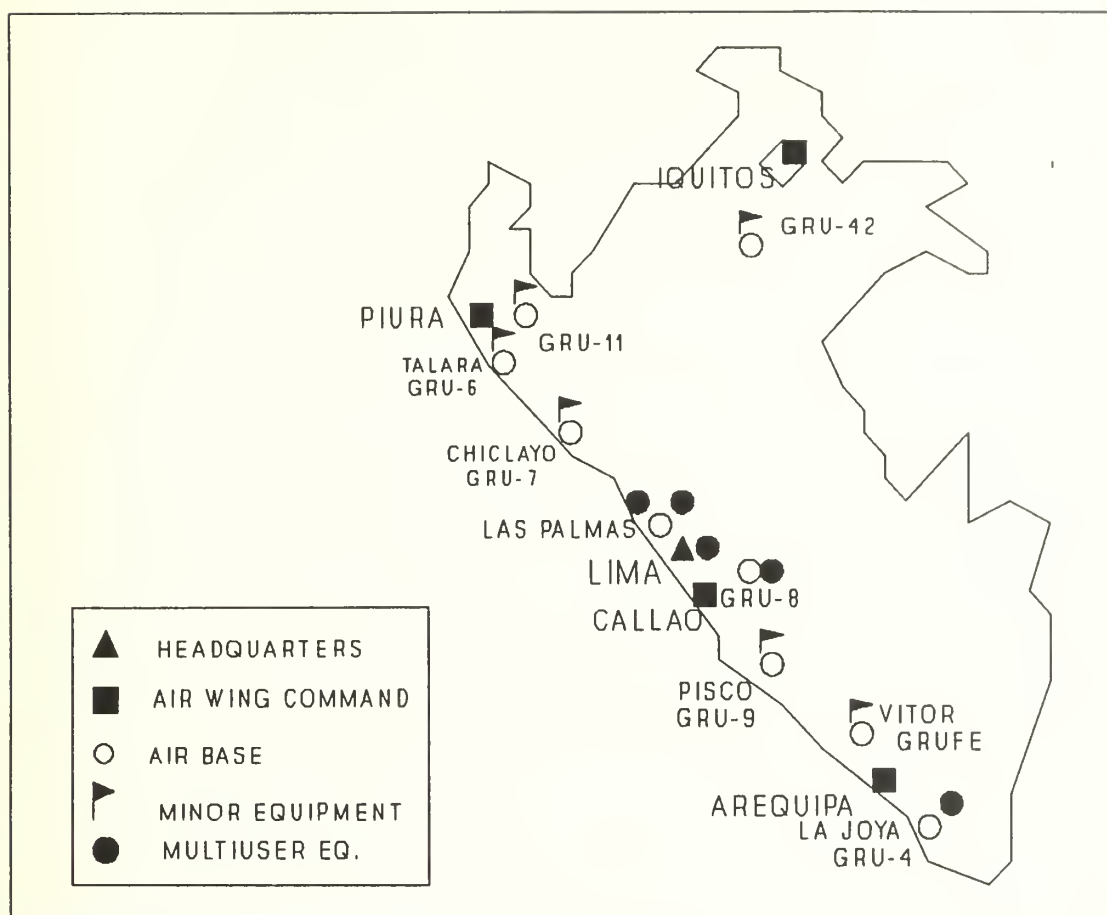 IQUITOS
GRU-42
PIURA
GRU-11
TALARA
GRU-6
CHICLAYO
GRU-7
LAS PALMAS
LIMA
GRU-8
CALLAO
PISCO
GRU-9
VITOR
GRUFE
AREQUIPA
LA JOYA
GRU-4
HEADQUARTERS
AIR WING COMMAND
AIR BASE
MINOR EQUIPMENT
MULTIUSER EQ.